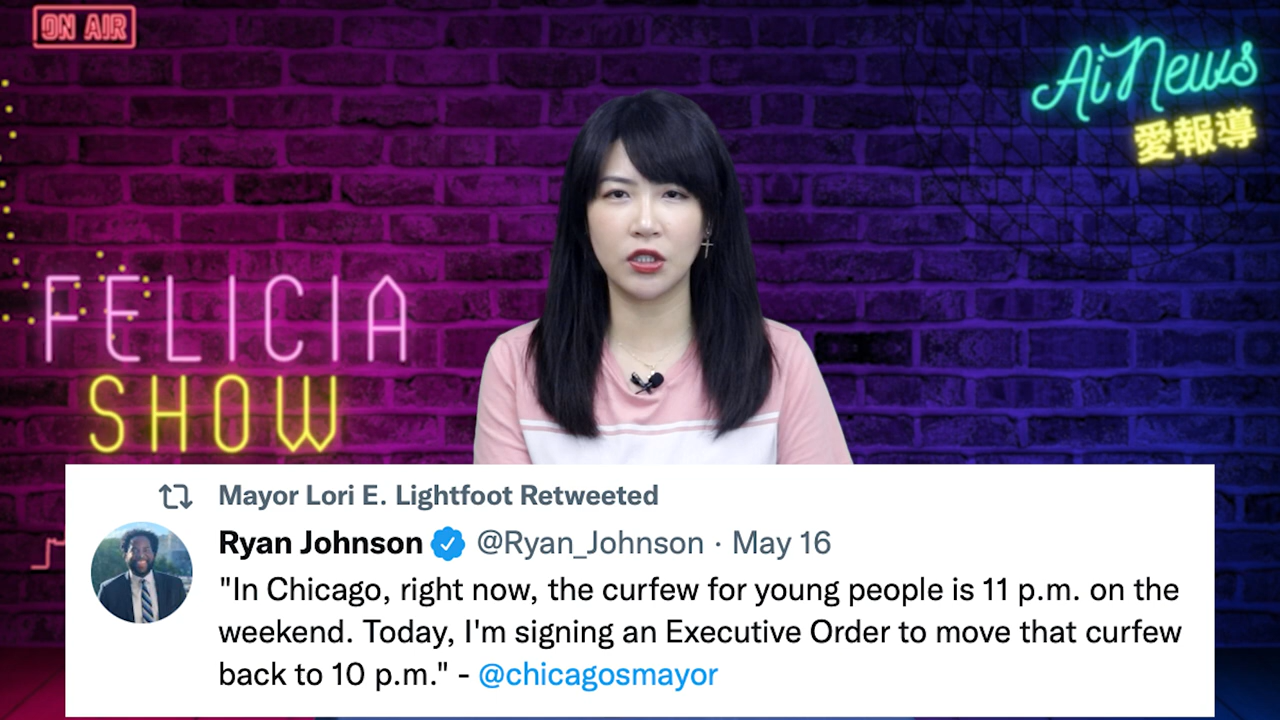 ON AIR
Ai News
愛報導
FELICIA
SHOW
Mayor Lori E. Lightfoot Retweeted
Ryan Johnson @Ryan_Johnson · May 16
"In Chicago, right now, the curfew for young people is 11 p.m. on the
weekend. Today, I'm signing an Executive Order to move that curfew
back to 10 p.m." - @chicagosmayor